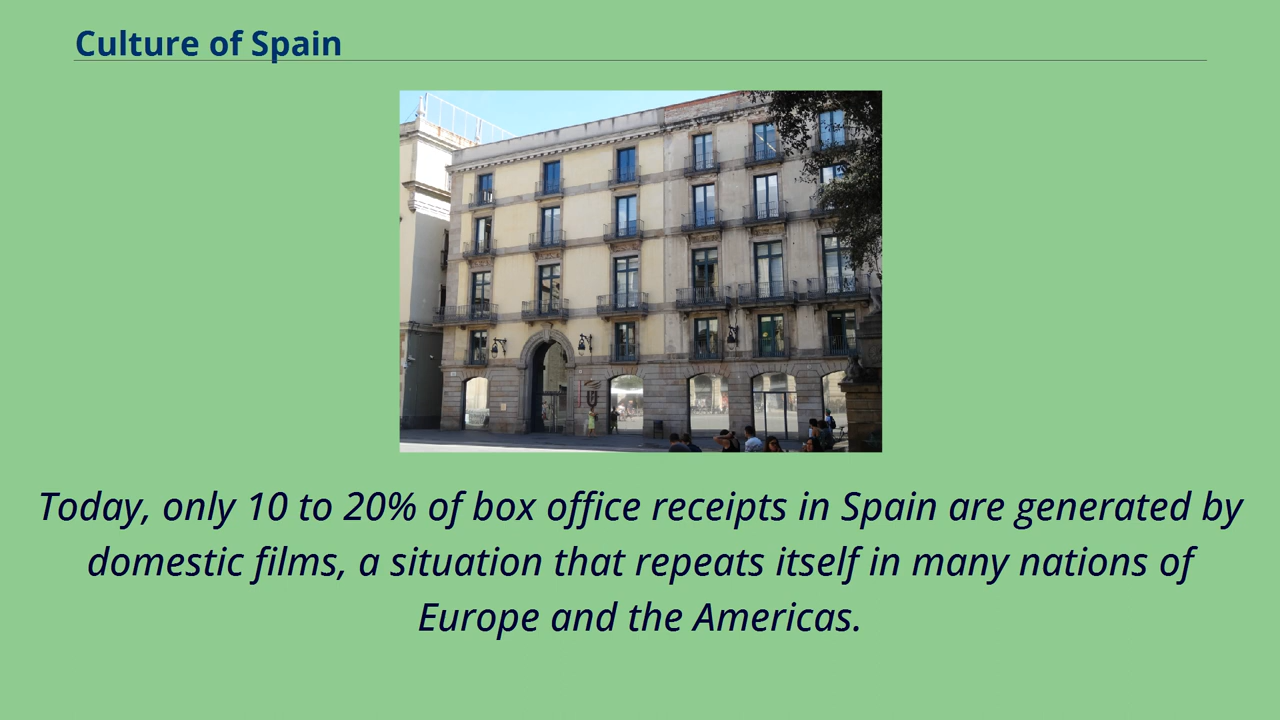 Culture of Spain
Today, only 10 to 20% of box office receipts in Spain are generated by
domestic films, a situation that repeats itself in many nations of
Europe and the Americas.